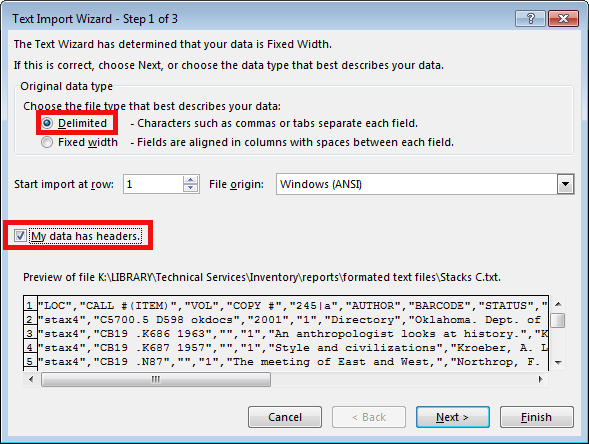 Text Import Wizard - Step 1 of 3
The Text Wizard has determined that your data is Fixed Width.
If this is correct, choose Next, or choose the data type that best describes your data.
Original data type
Choose the file type that best describes your data:
Delimited - Characters such as commas or tabs separate each field.
Fixed width - Fields are aligned in columns with spaces between each field.
Start import at row: 1 File origin: Windows (ANSI)
My data has headers.
Preview of file K:\LIBRARY\Technical Services\Inventory\reports\formated text files\Stacks C.txt.
1 "LOC","CALL #(ITEM)","VOL","COPY #","245|a","AUTHOR","BARCODE","STATUS","
2 "stax4","C5700.5 D598 okdocs","2001","1","Directory","Oklahoma. Dept. of
3 "stax4","CB19 .K686 1963","","1","An anthropologist looks at history.","K
4 "stax4","CB19 .K687 1957","","1","Style and civilizations","Kroeber, A. L
5 "stax4","CB19 .N87","","1","The meeting of East and West,","Northrop, F.
Cancel < Back Next > Finish